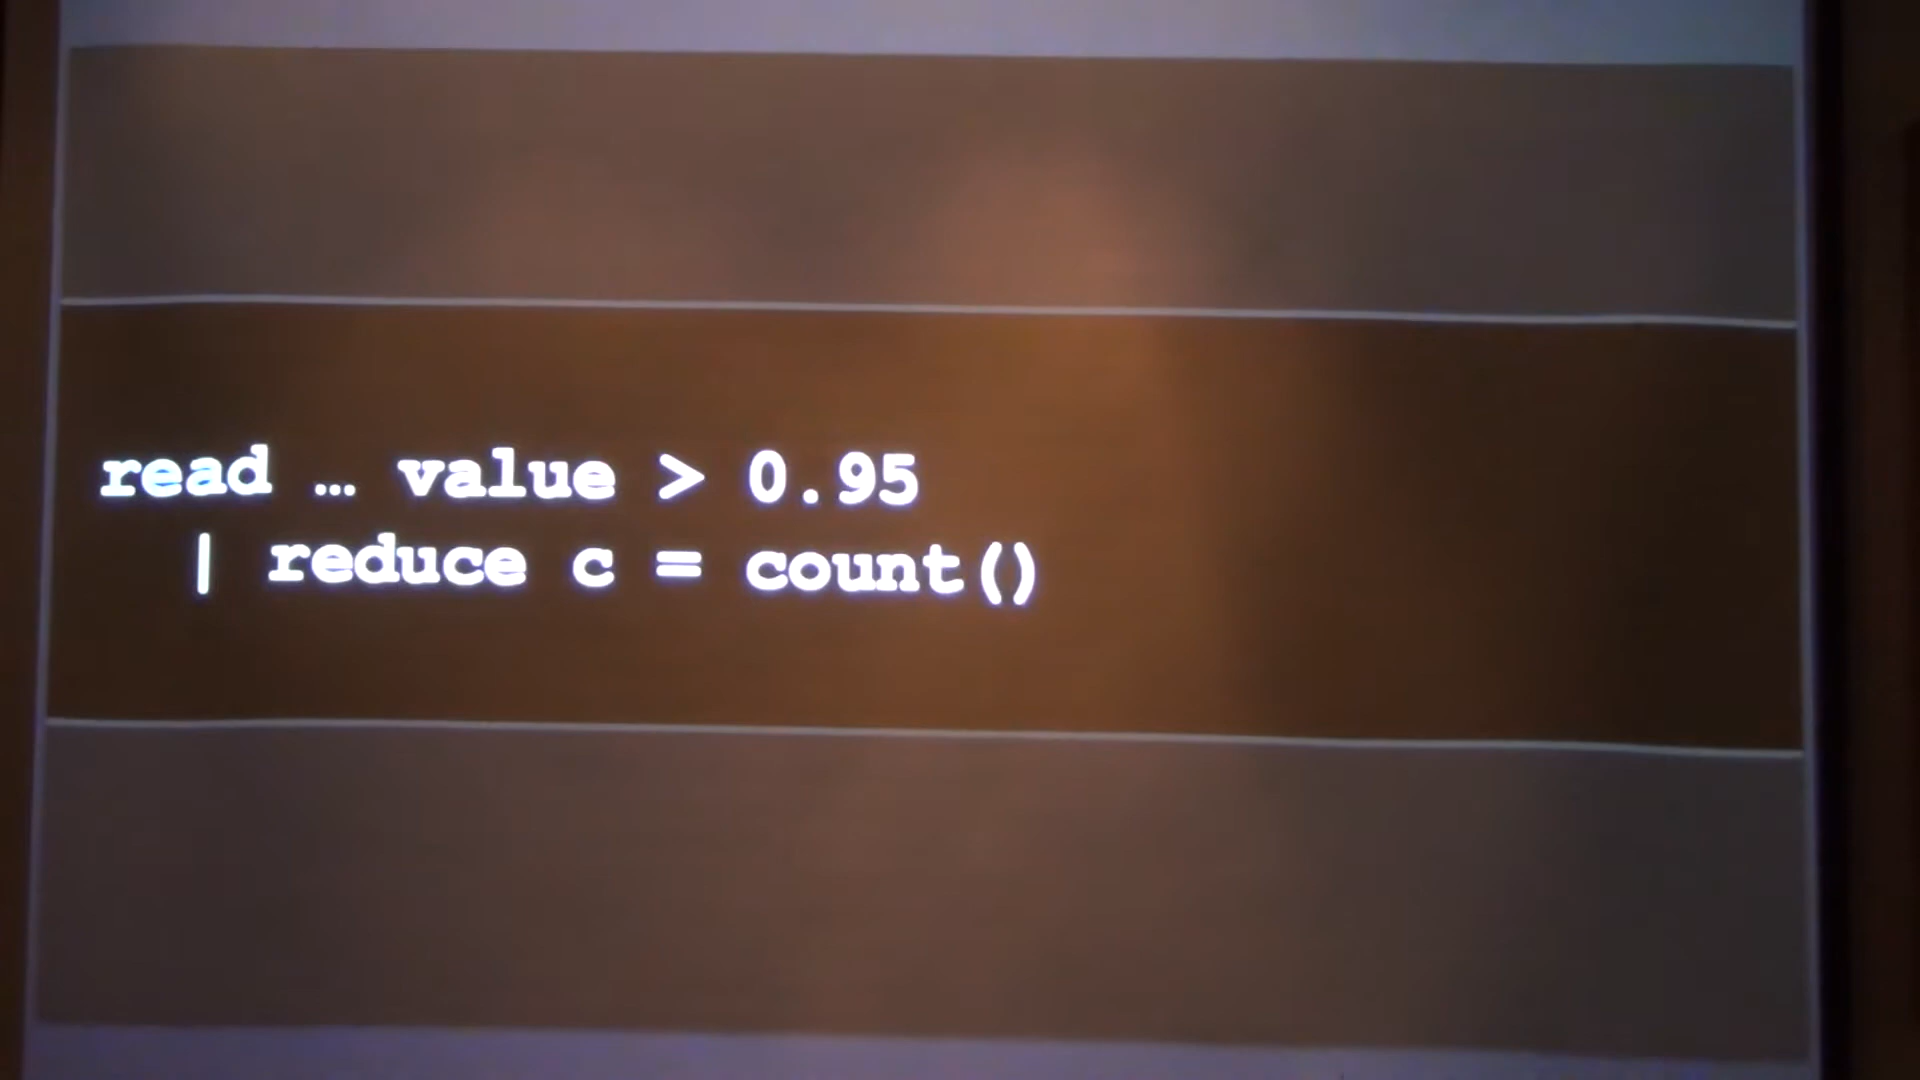 read … value > 0.95
| reduce c = count()